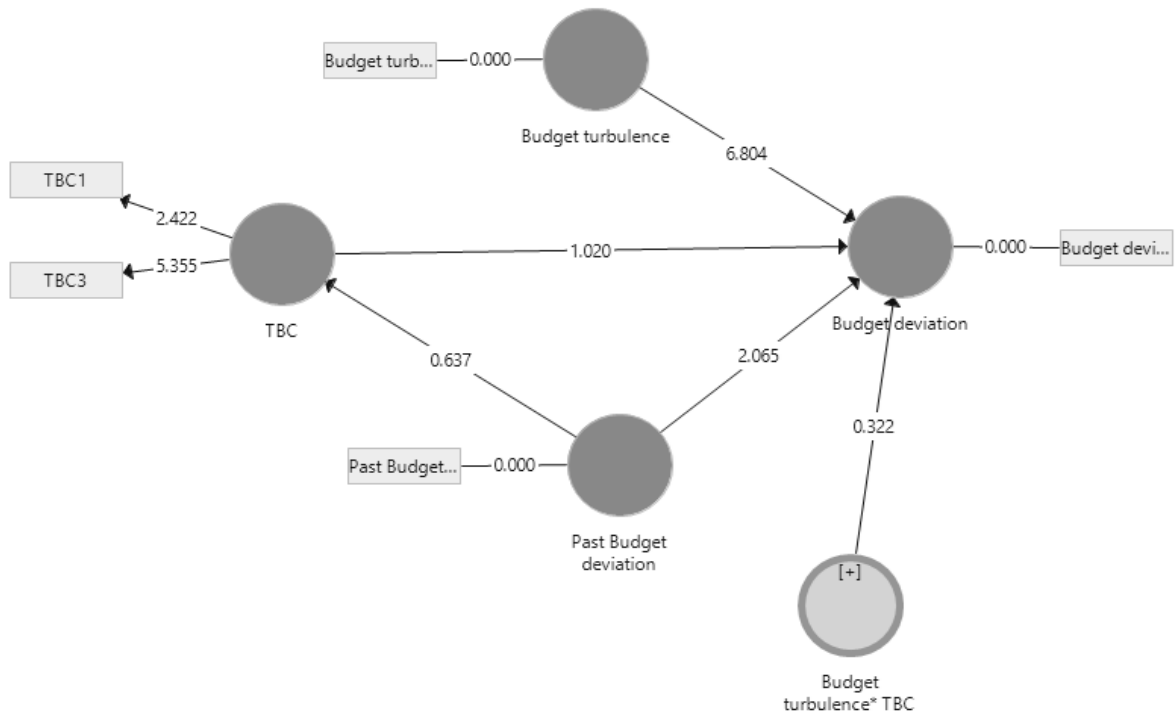 Budget turb...
0.000
Budget turbulence
6.804
TBC1
2.422
TBC3
5.355
TBC
1.020
0.000
Budget devi...
Budget deviation
0.637
2.065
0.322
Past Budget...
0.000
Past Budget
deviation
[+]
Budget
turbulence* TBC